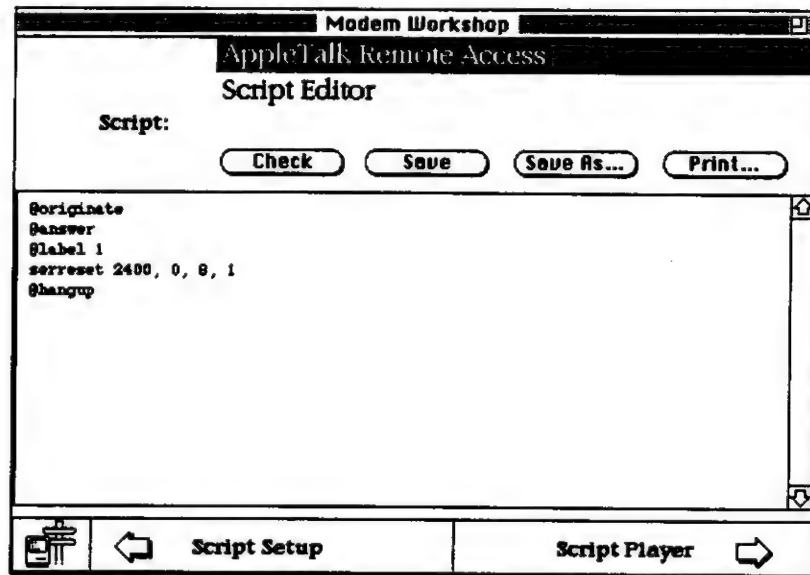 Modem Workshop
AppleTalk Remote Access
Script Editor
Script:
Check Save Save As... Print...
@originate
@answer
@label 1
serreset 2400, 0, 8, 1
@hangup
Script Setup Script Player